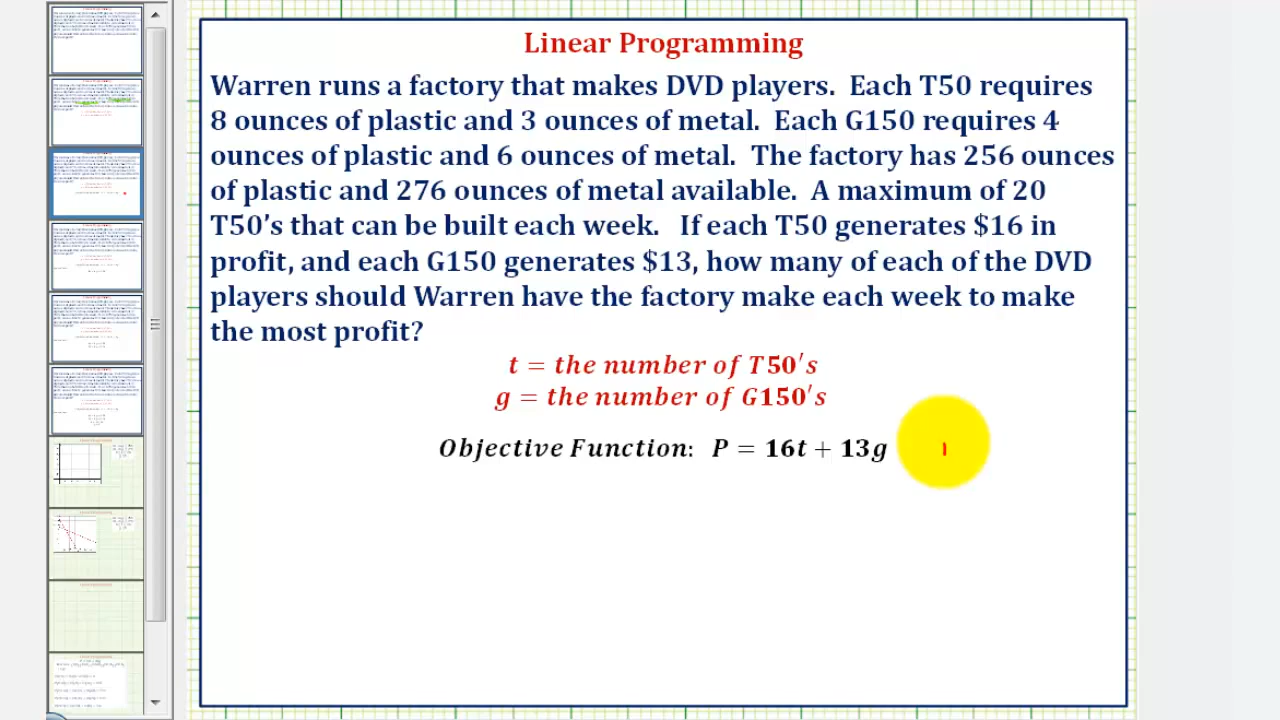 Linear Programming
Warren runs a factory that makes DVD players. Each T50 requires
8 ounces of plastic and 3 ounces of metal. Each G150 requires 4
ounces of plastic and 6 ounces of metal. The factory has 256 ounces
of plastic and 276 ounces of metal available. A maximum of 20
T50's that can be built each week. If each T50 generates $16 in
profit, and each G150 generates $13, how many of each of the DVD
players should Warren have the factory make each week to make
the most profit?
t = the number of T50's
g = the number of G150's
Objective Function: P = 16t + 13g